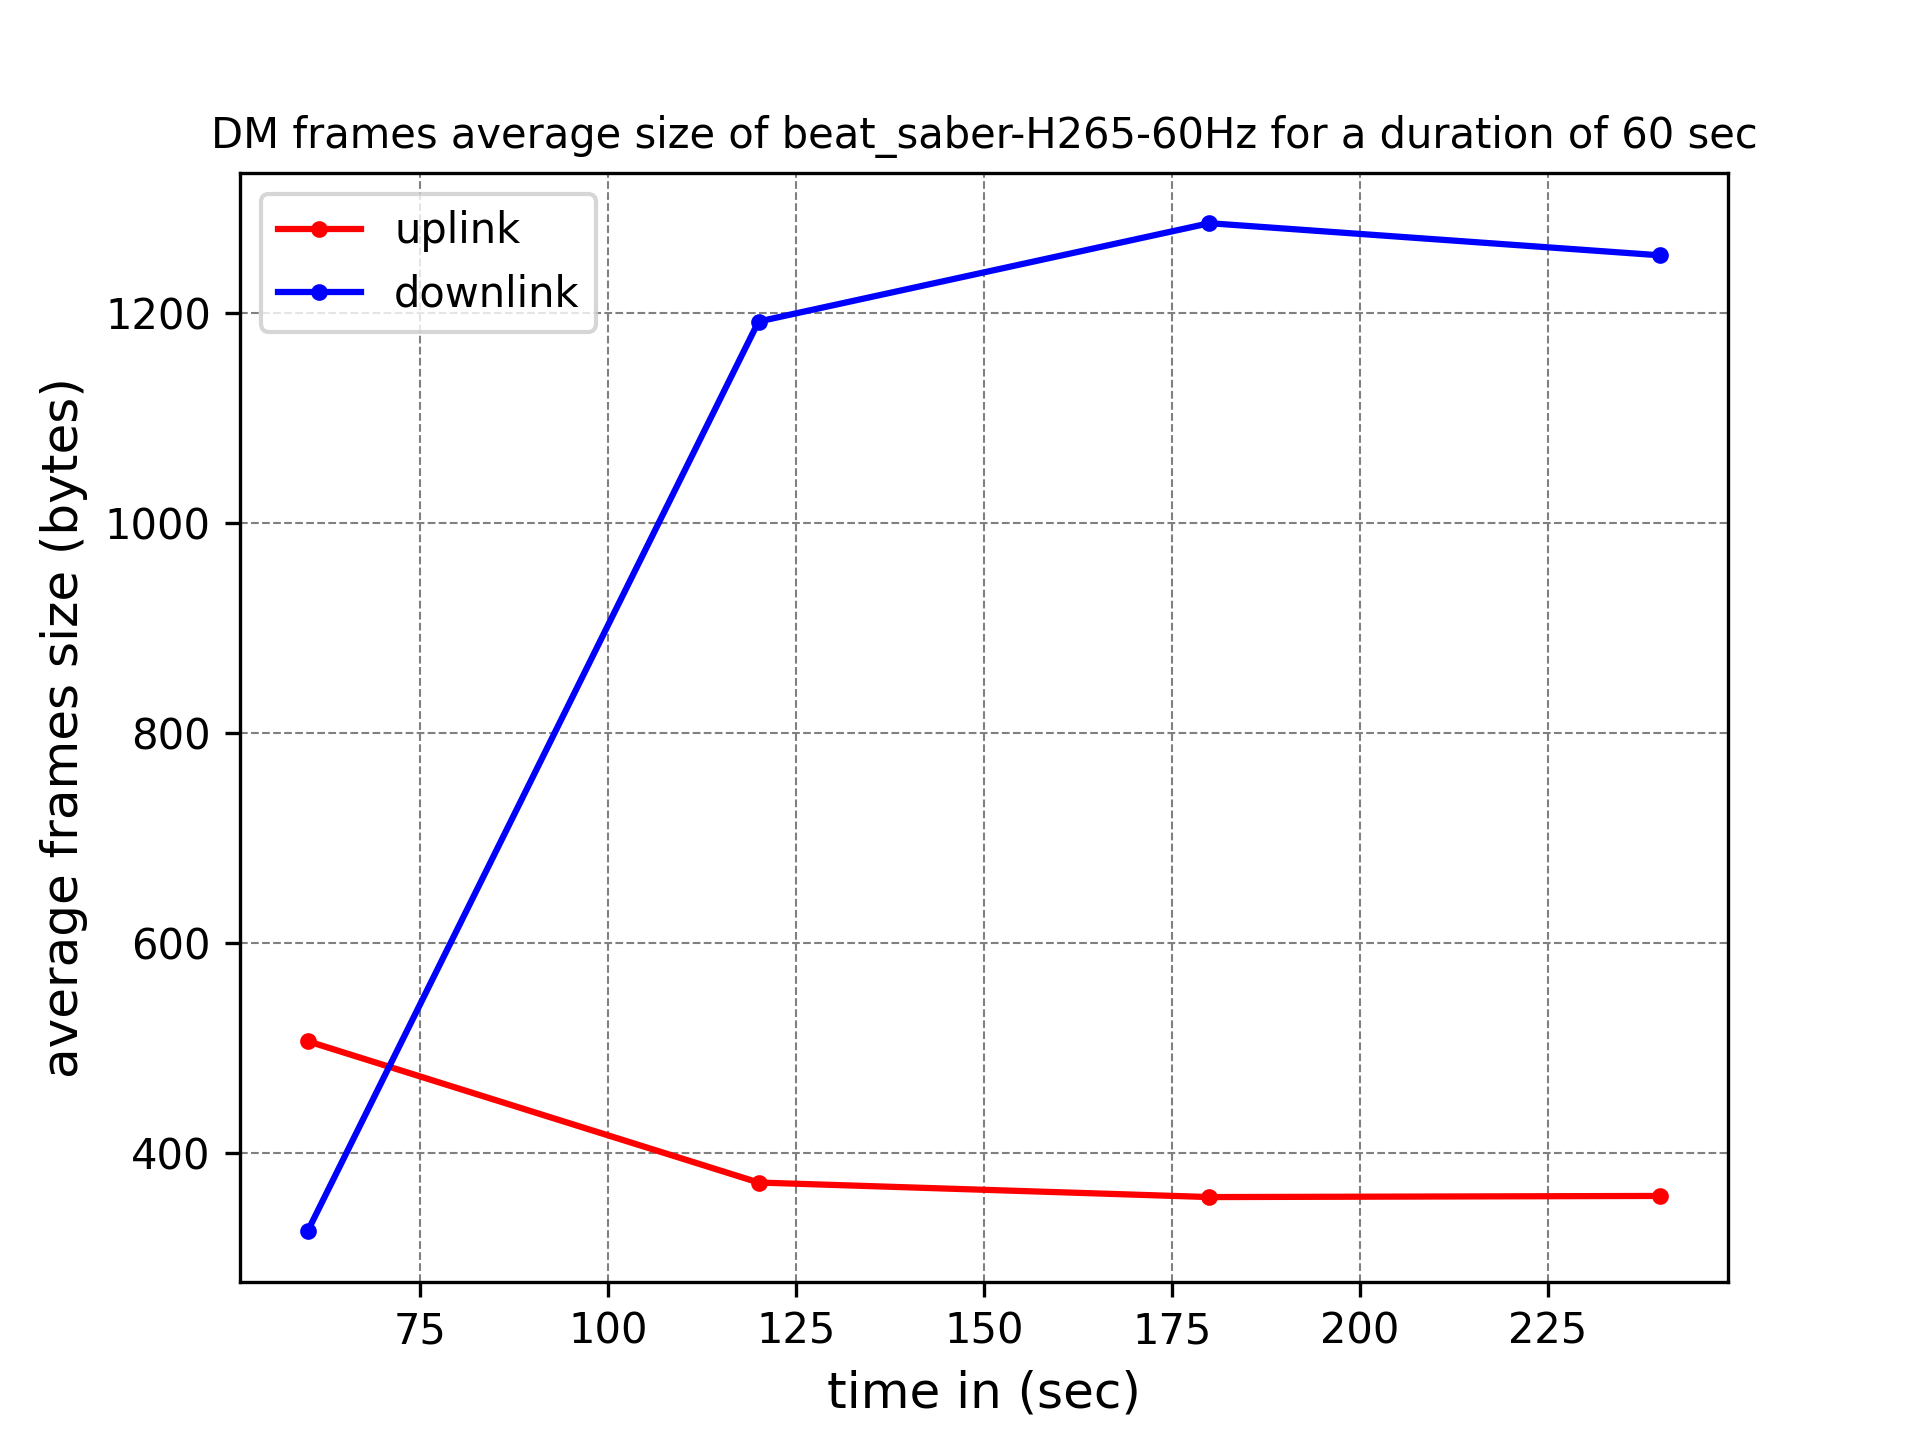 DM frames average size of beat_saber-H265-60Hz for a duration of 60 sec
uplink
downlink
average frames size (bytes)
1200
1000
800
600
400
75 100 125 150 175 200 225
time in (sec)